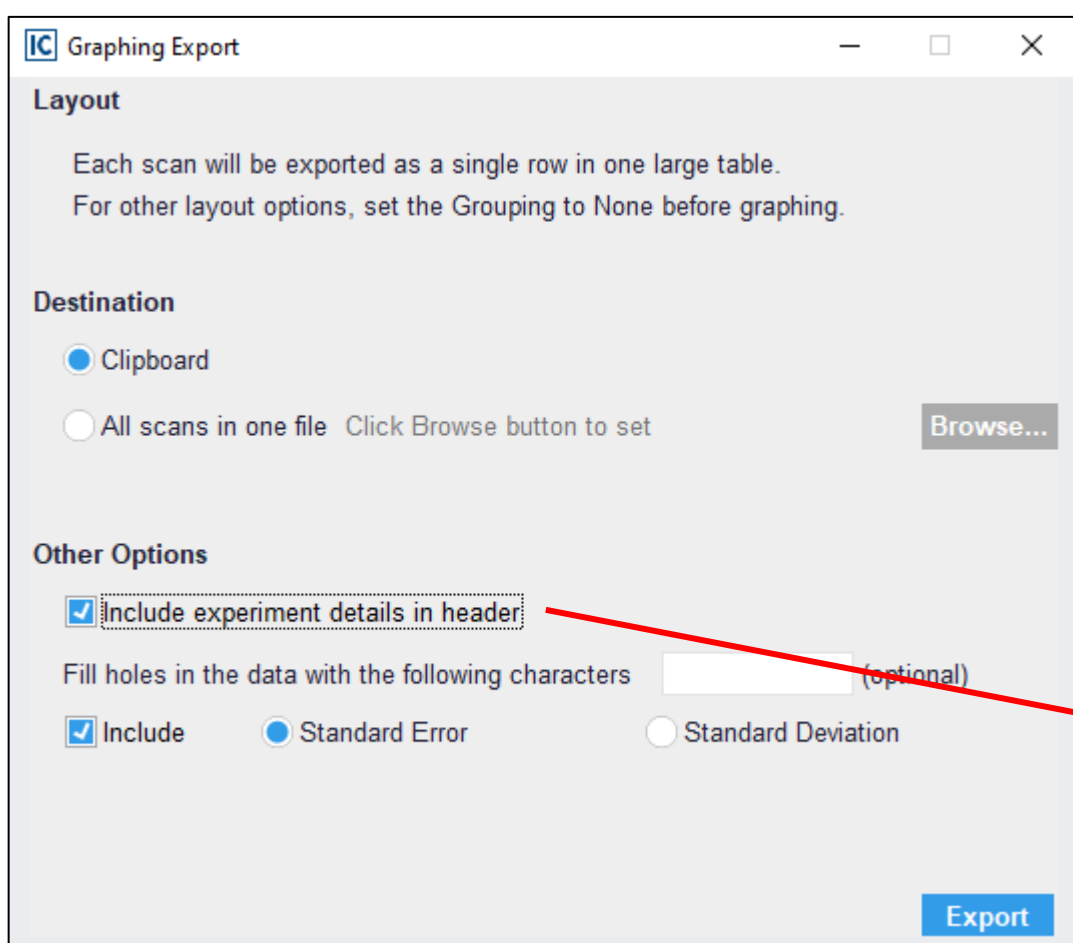 IC Graphing Export
Layout
Each scan will be exported as a single row in one large table.
For other layout options, set the Grouping to None before graphing.
Destination
Clipboard
All scans in one file Click Browse button to set Browse...
Other Options
Include experiment details in header
Fill holes in the data with the following characters (optional)
Include Standard Error Standard Deviation
Export